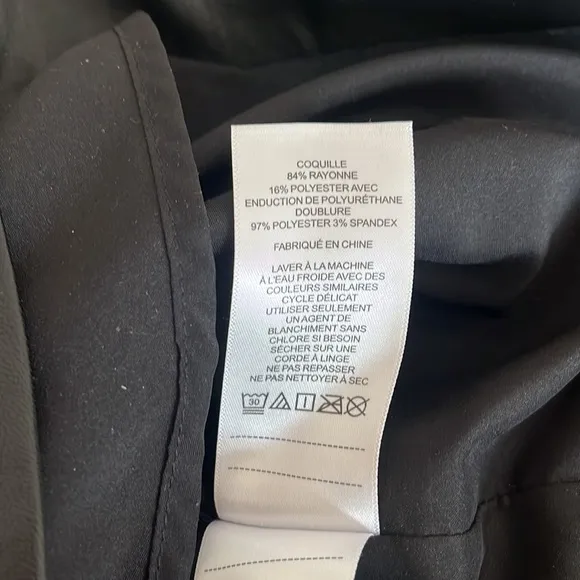 COQUILLE
84% RAYONNE
16% POLYESTER AVEC
ENDUCTION DE POLYURÉTHANE
DOUBLURE
97% POLYESTER 3% SPANDEX
FABRIQUÉ EN CHINE
LAVER À LA MACHINE
À L'EAU FROIDE AVEC DES
COULEURS SIMILAIRES
CYCLE DÉLICAT
UTILISER SEULEMENT
UN AGENT DE
BLANCHIMENT SANS
CHLORE SI BESOIN
SÉCHER SUR UNE
CORDE À LINGE
NE PAS REPASSER
NE PAS NETTOYER À SEC
30